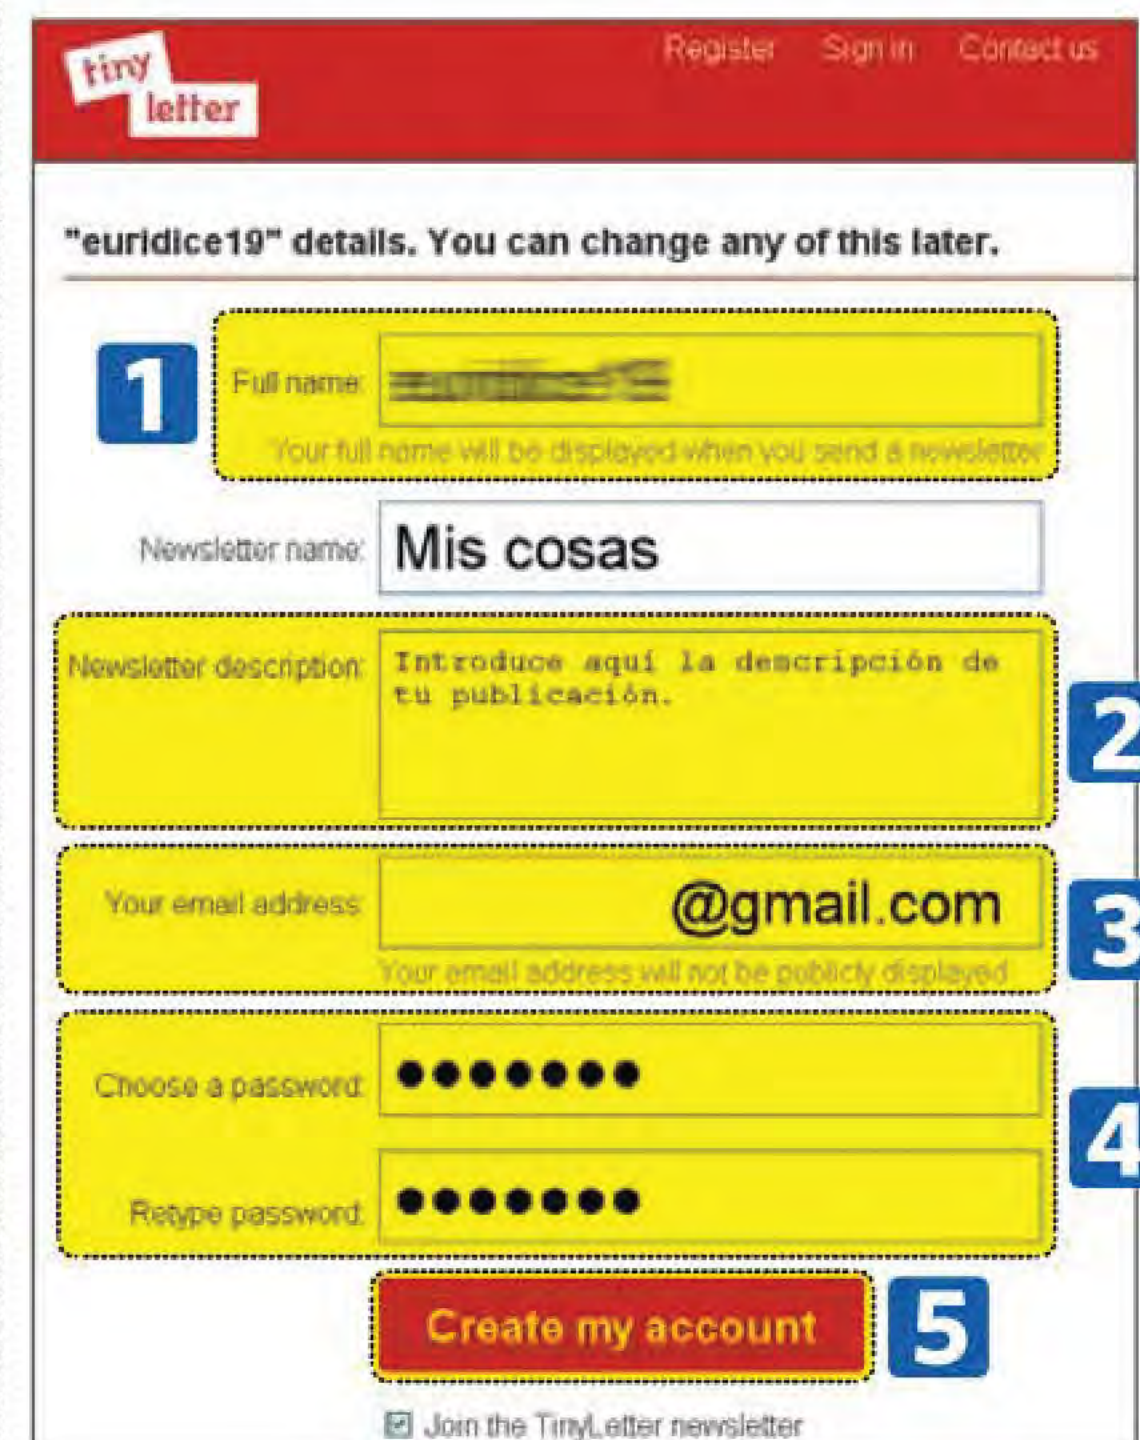 tiny
letter
Register Sign in Contact us
"euridice19" details. You can change any of this later.
1
Full name:
Your full name will be displayed when you send a newsletter
Newsletter name: Mis cosas
Newsletter description: Introduce aquí la descripción de
tu publicación.
2
Your email address: @gmail.com
3
Your email address will not be publicly displayed
Choose a password:
4
Retype password:
Create my account
5
Join the TinyLetter newsletter